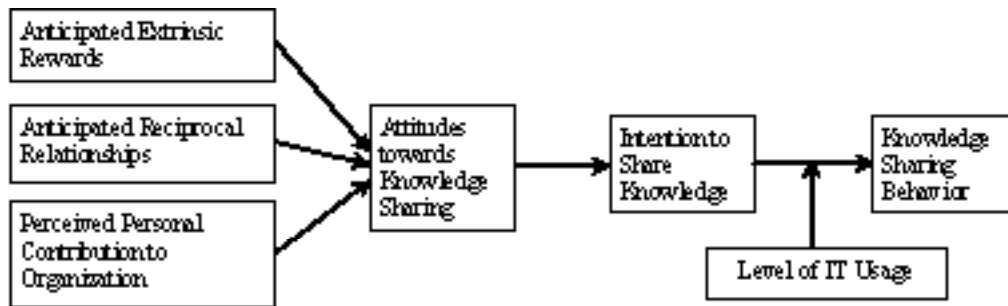 Anticipated Extrinsic
Rewards
Anticipated Reciprocal
Relationships
Perceived Personal
Contribution to
Organization
Attitudes
towards
Knowledge
Sharing
Intention to
Share
Knowledge
Knowledge
Sharing
Behavior
Level of IT Usage